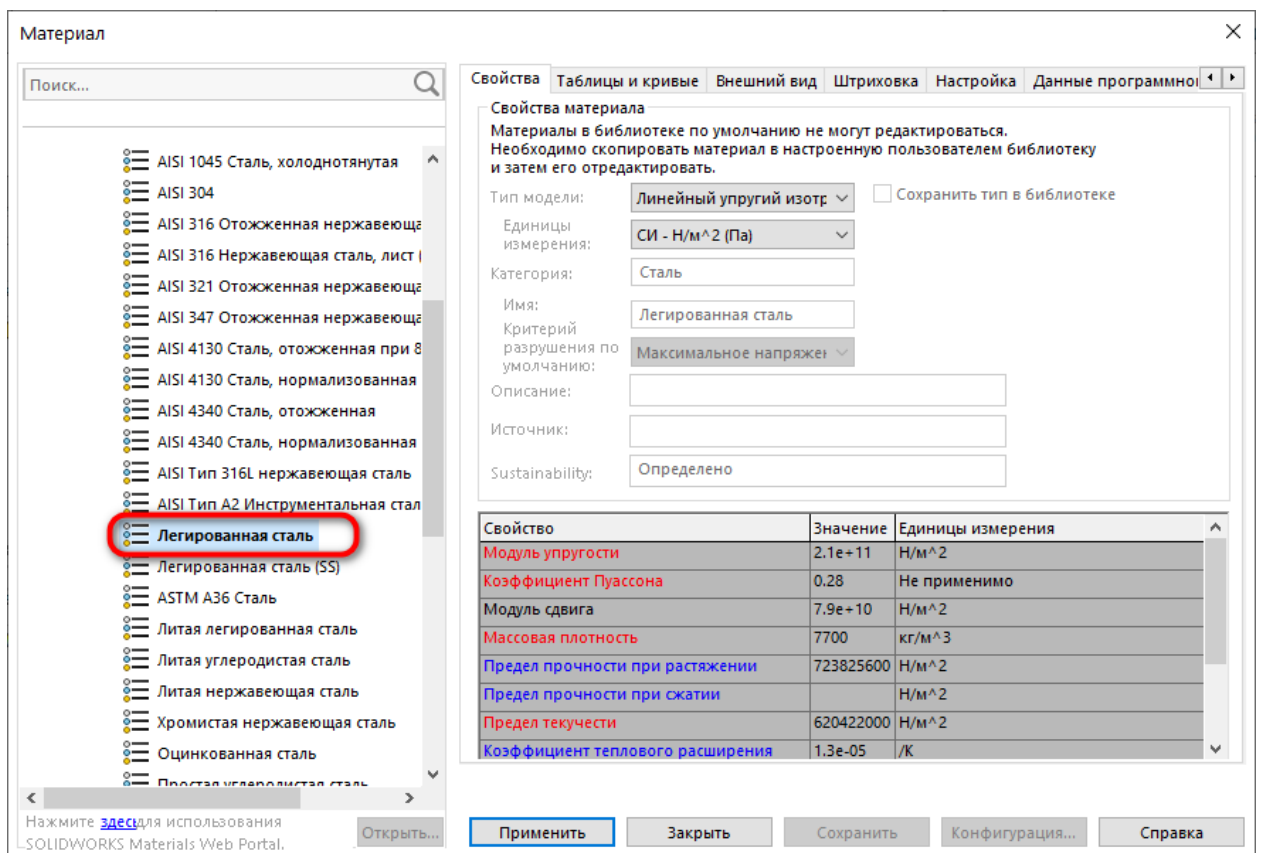 Материал
Поиск...
AISI 1045 Сталь, холоднотянутая
AISI 304
AISI 316 Отожженная нержавеюща
AISI 316 Нержавеющая сталь, лист (
AISI 321 Отожженная нержавеюща
AISI 347 Отожженная нержавеюща
AISI 4130 Сталь, отожженная при 8
AISI 4130 Сталь, нормализованная
AISI 4340 Сталь, отожженная
AISI 4340 Сталь, нормализованная
AISI Тип 316L нержавеющая сталь
AISI Тип A2 Инструментальная стал
Легированная сталь
Легированная сталь (SS)
ASTM A36 Сталь
Литая легированная сталь
Литая углеродистая сталь
Литая нержавеющая сталь
Хромистая нержавеющая сталь
Оцинкованная сталь
Простая углеродистая сталь
Нажмите здесь для использования
SOLIDWORKS Materials Web Portal.
Открыть...
Свойства Таблицы и кривые Внешний вид Штриховка Настройка Данные программно
Свойства материала
Материалы в библиотеке по умолчанию не могут редактироваться.
Необходимо скопировать материал в настроенную пользователем библиотеку
и затем его отредактировать.
Тип модели: Линейный упругий изотр Сохранить тип в библиотеке
Единицы
измерения:
СИ - Н/м^2 (Па)
Категория: Сталь
Имя: Легированная сталь
Критерий
разрушения по
умолчанию:
Максимальное напряжен
Описание:
Источник:
Sustainability: Определено
Свойство Значение Единицы измерения
Модуль упругости 2.1e+11 Н/м^2
Коэффициент Пуассона 0.28 Не применимо
Модуль сдвига 7.9e+10 Н/м^2
Массовая плотность 7700 кг/м^3
Предел прочности при растяжении 723825600 Н/м^2
Предел прочности при сжатии Н/м^2
Предел текучести 620422000 Н/м^2
Коэффициент теплового расширения 1.3e-05 /K
Применить Закрыть Сохранить Конфигурация... Справка